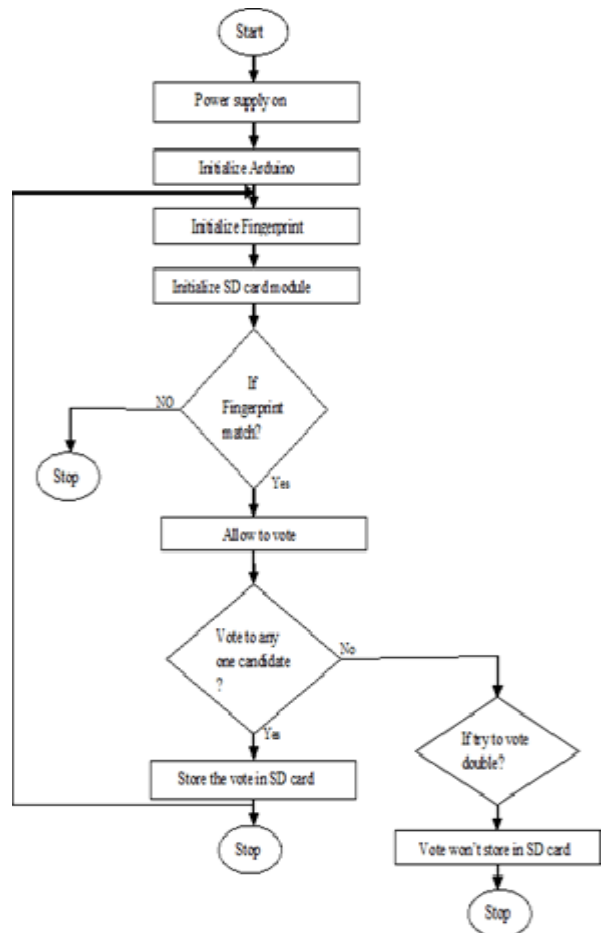 Start
Power supply on
Initialize Arduino
Initialize Fingerprint
Initialize SD card module
If
Fingerprint
match?
NO
Stop
Yes
Allow to vote
Vote to any
one candidate
?
No
Yes
If try to vote
double?
Store the vote in SD card
Stop
Vote won't store in SD card
Stop